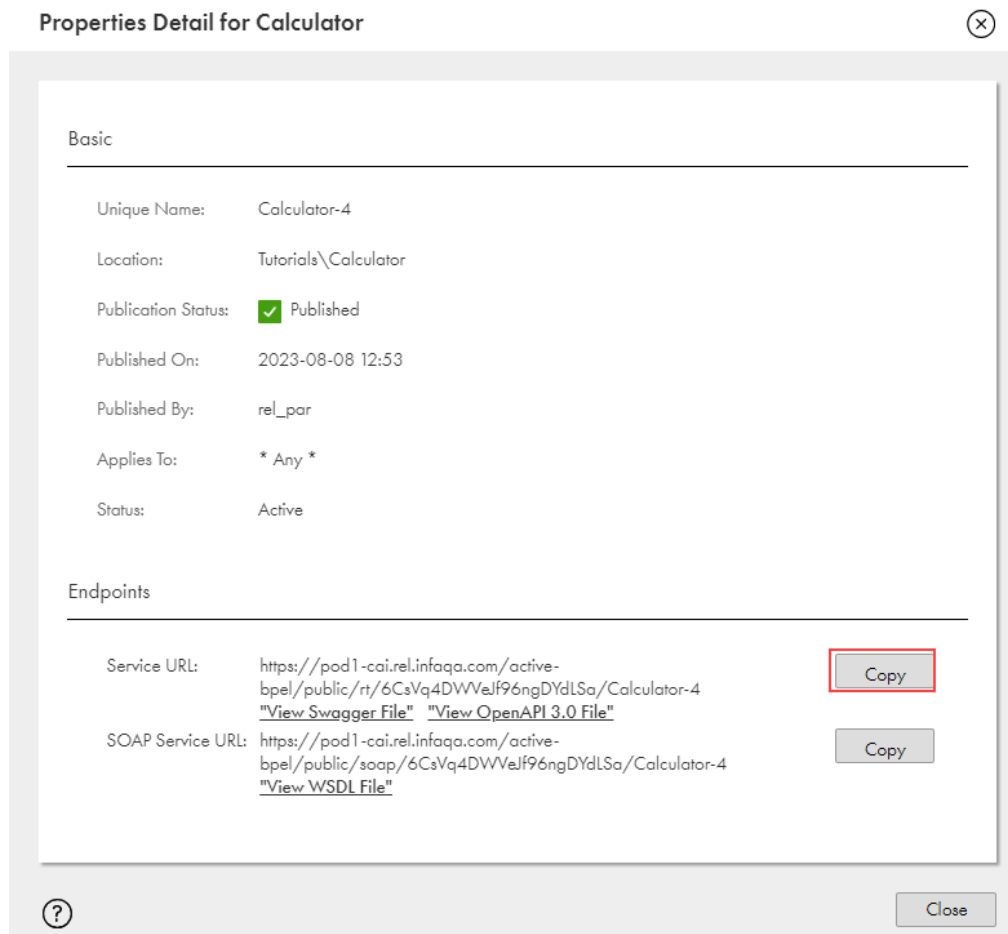 Properties Detail for Calculator
Basic
Unique Name: Calculator-4
Location: Tutorials\Calculator
Publication Status: Published
Published On: 2023-08-08 12:53
Published By: rel_par
Applies To: * Any *
Status: Active
Endpoints
Service URL: https://pod1-cai.rel.infaqa.com/active-
bpel/public/rt/6CsVq4DWVeJf96ngDYdLSa/Calculator-4
Copy
"View Swagger File" "View OpenAPI 3.0 File"
SOAP Service URL: https://pod1-cai.rel.infaqa.com/active-
bpel/public/soap/6CsVq4DWVeJf96ngDYdLSa/Calculator-4
Copy
"View WSDL File"
?
Close